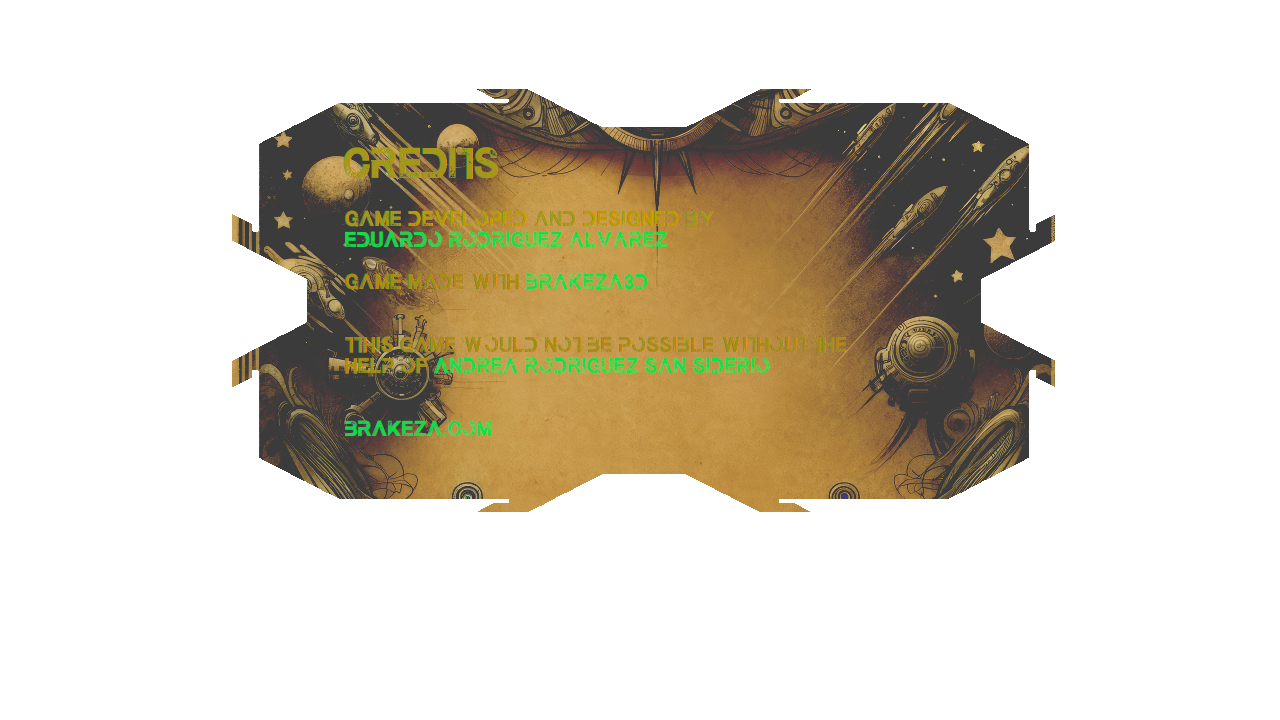 CREDITS
GAME DEVELOPED AND DESIGNED BY
EDUARDO RODRIGUEZ ALVAREZ
GAME MADE WITH BRAKEZA3D
THIS GAME WOULD NOT BE POSSIBLE WITHOUT THE
HELP OF ANDREA RODRIGUEZ SAN SIDERIO
BRAKEZA.COM